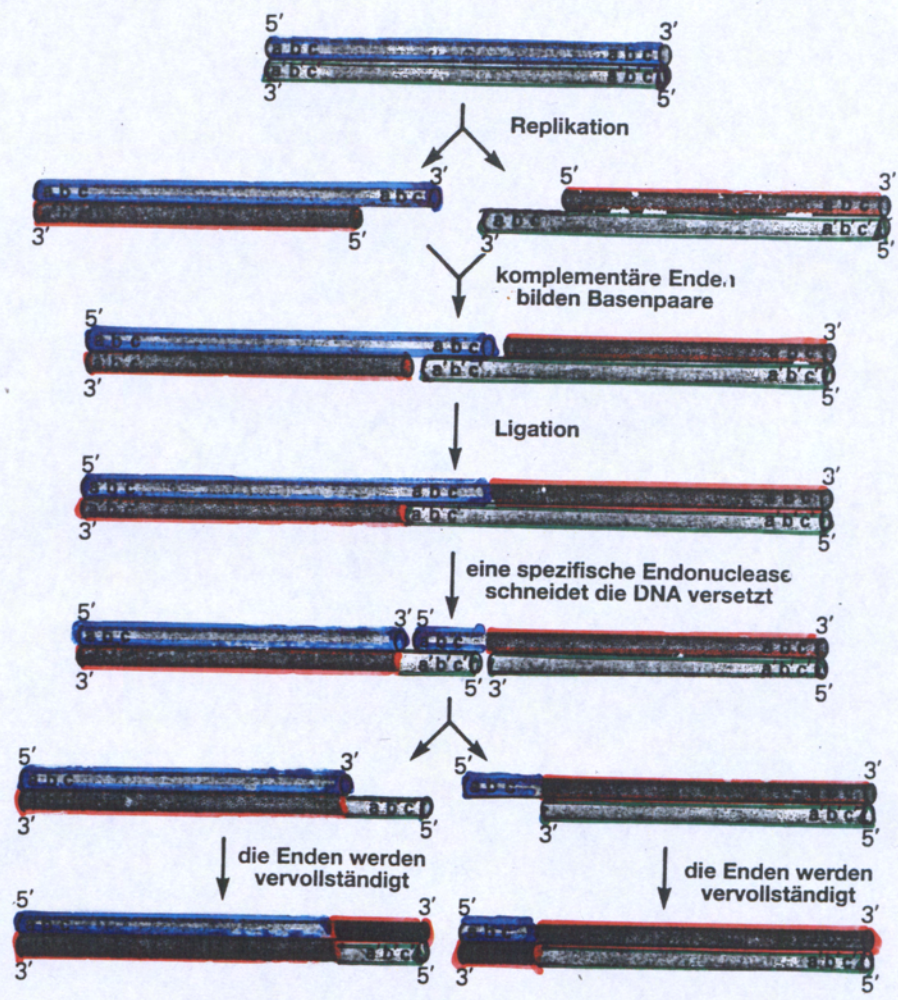 5′ 3′
a b c a b c
a b c a b c
3′ 5′
Replikation
3′ 5′ 3′
a b c a b c a b c
a b c a b c
3′ 5′ 3′ 5′
komplementäre Enden
bilden Basenpaare
5′ 3′
a b c a b c
a′b′c′ a′b′c′
3′ 5′
Ligation
5′ 3′
a b c a b c
a b c a′b′c′
3′ 5′
eine spezifische Endonuclease
schneidet die DNA versetzt
5′ 3′ 5′ 3′
a b c a b c a b c
a′b′c′ a b c
3′ 5′ 3′ 5′
5′ 3′ 5′ 3′
a b c a b c
a b c a b c
3′ 5′ 3′ 5′
die Enden werden
vervollständigt
die Enden werden
vervollständigt
5′ 3′ 5′ 3′
a b c
a b c a b c
3′ 5′ 3′ 5′